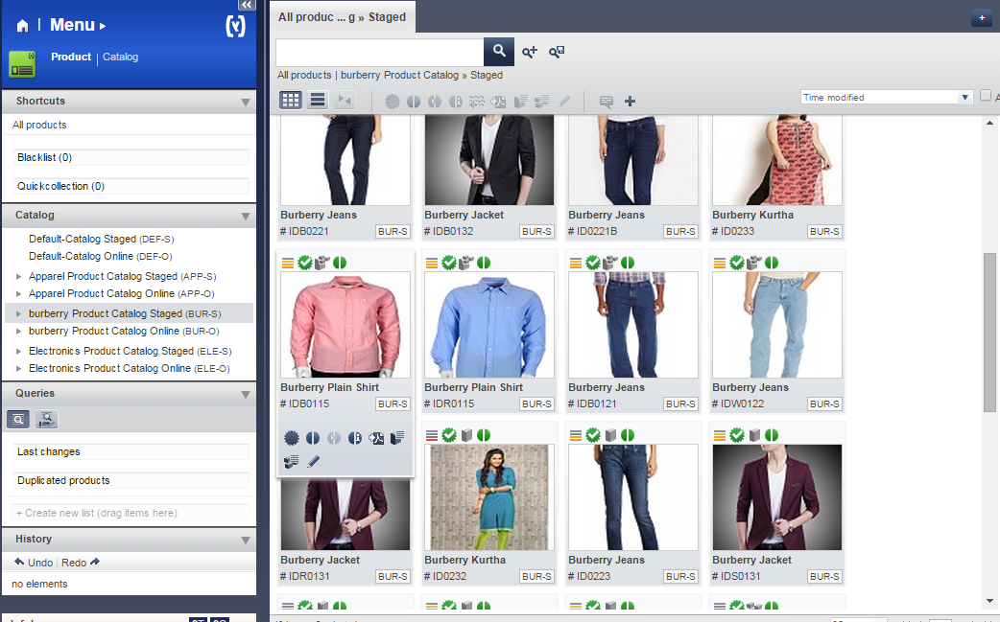 Menu
Product | Catalog
Shortcuts
All products
Blacklist (0)
Quickcollection (0)
Catalog
Default-Catalog Staged (DEF-S)
Default-Catalog Online (DEF-O)
Apparel Product Catalog Staged (APP-S)
Apparel Product Catalog Online (APP-O)
burberry Product Catalog Staged (BUR-S)
burberry Product Catalog Online (BUR-O)
Electronics Product Catalog Staged (ELE-S)
Electronics Product Catalog Online (ELE-O)
Queries
Last changes
Duplicated products
+ Create new list (drag items here)
History
Undo | Redo
no elements
All produc ... g » Staged
All products | burberry Product Catalog » Staged
Time modified
Burberry Jeans
# IDB0221 BUR-S
Burberry Jacket
# IDB0132 BUR-S
Burberry Jeans
# ID0221B BUR-S
Burberry Kurtha
# ID0233 BUR-S
Burberry Plain Shirt
# IDB0115 BUR-S
Burberry Plain Shirt
# IDR0115 BUR-S
Burberry Jeans
# IDB0121 BUR-S
Burberry Jeans
# IDW0122 BUR-S
Burberry Jacket
# IDR0131 BUR-S
Burberry Kurtha
# ID0232 BUR-S
Burberry Jeans
# ID0223 BUR-S
Burberry Jacket
# IDS0131 BUR-S